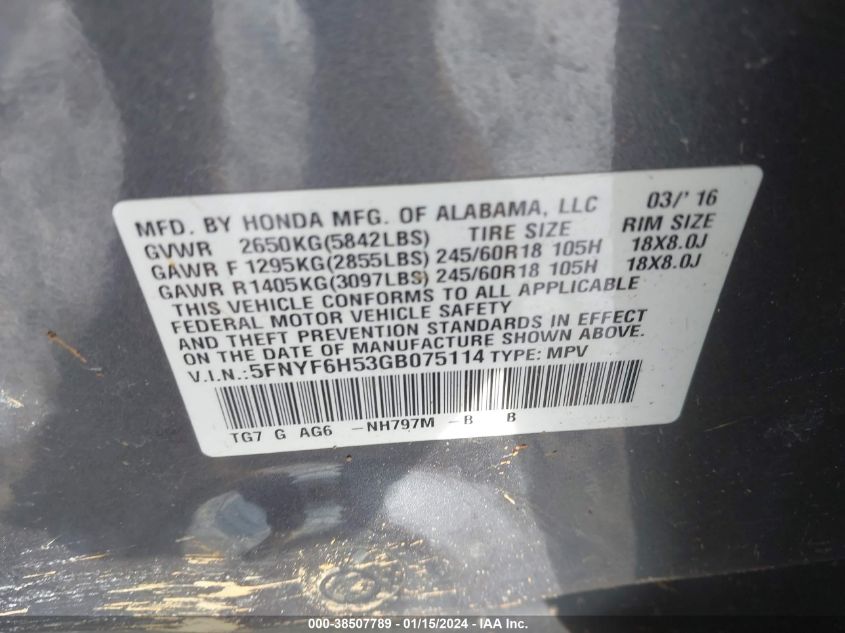 MFD. BY HONDA MFG. OF ALABAMA, LLC 03/' 16
GVWR 2650KG(5842LBS) TIRE SIZE RIM SIZE
GAWR F 1295KG(2855LBS) 245/60R18 105H 18X8.0J
GAWR R1405KG(3097LBS) 245/60R18 105H 18X8.0J
THIS VEHICLE CONFORMS TO ALL APPLICABLE
FEDERAL MOTOR VEHICLE SAFETY
AND THEFT PREVENTION STANDARDS IN EFFECT
ON THE DATE OF MANUFACTURE SHOWN ABOVE.
V.I.N.:5FNYF6H53GB075114 TYPE: MPV
TG7 G AG6 -NH797M -B B
000-38507789 - 01/15/2024 - IAA Inc.